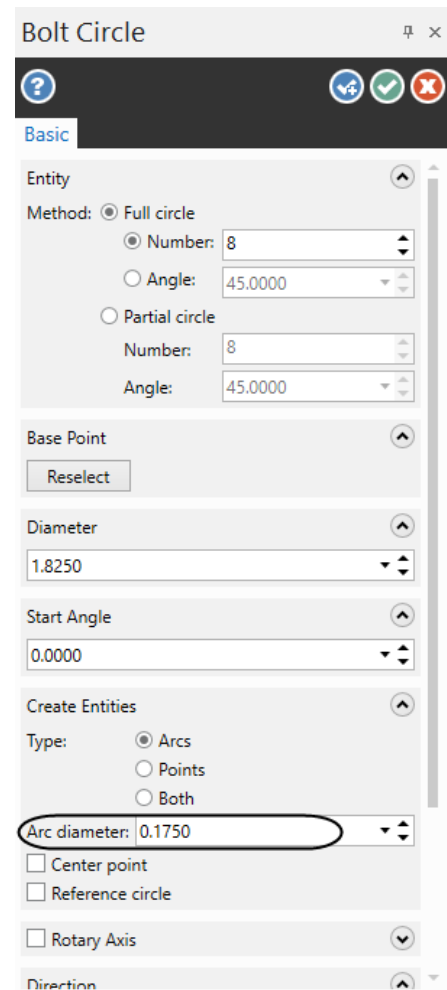 Bolt Circle
?
Basic
Entity
Method: Full circle
Number: 8
Angle: 45.0000
Partial circle
Number: 8
Angle: 45.0000
Base Point
Reselect
Diameter
1.8250
Start Angle
0.0000
Create Entities
Type: Arcs
Points
Both
Arc diameter: 0.1750
Center point
Reference circle
Rotary Axis
Direction